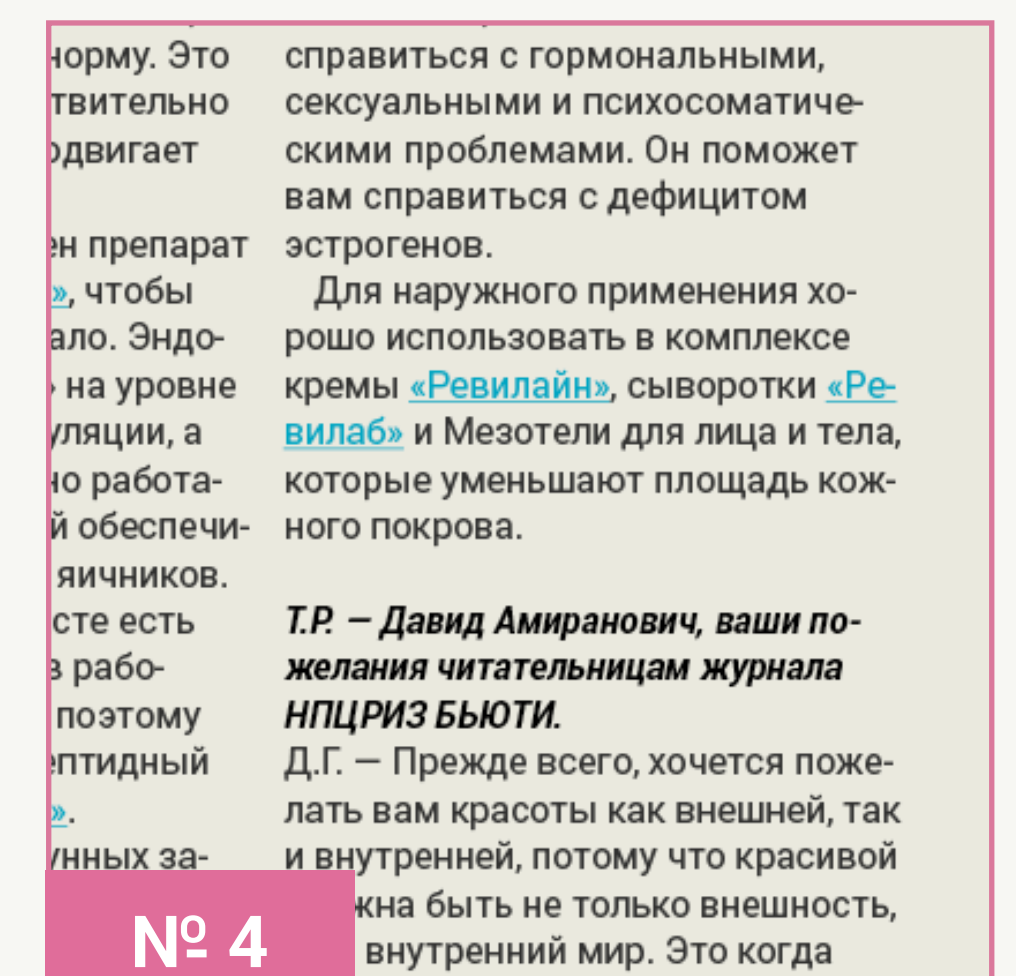 норму. Это
твительно
одвигает
ен препарат
», чтобы
ало. Эндо-
» на уровне
уляции, а
но работа-
й обеспечи-
яичников.
сте есть
в рабо-
поэтому
ептидный
».
унных за-
справиться с гормональными,
сексуальными и психосоматиче-
скими проблемами. Он поможет
вам справиться с дефицитом
эстрогенов.
Для наружного применения хо-
рошо использовать в комплексе
кремы «Ревилайн», сыворотки «Ре-
вилаб» и Мезотели для лица и тела,
которые уменьшают площадь кож-
ного покрова.
Т.Р. — Давид Амиранович, ваши по-
желания читательницам журнала
НПЦРИЗ БЬЮТИ.
Д.Г. — Прежде всего, хочется поже-
лать вам красоты как внешней, так
и внутренней, потому что красивой
жна быть не только внешность,
внутренний мир. Это когда
№ 4